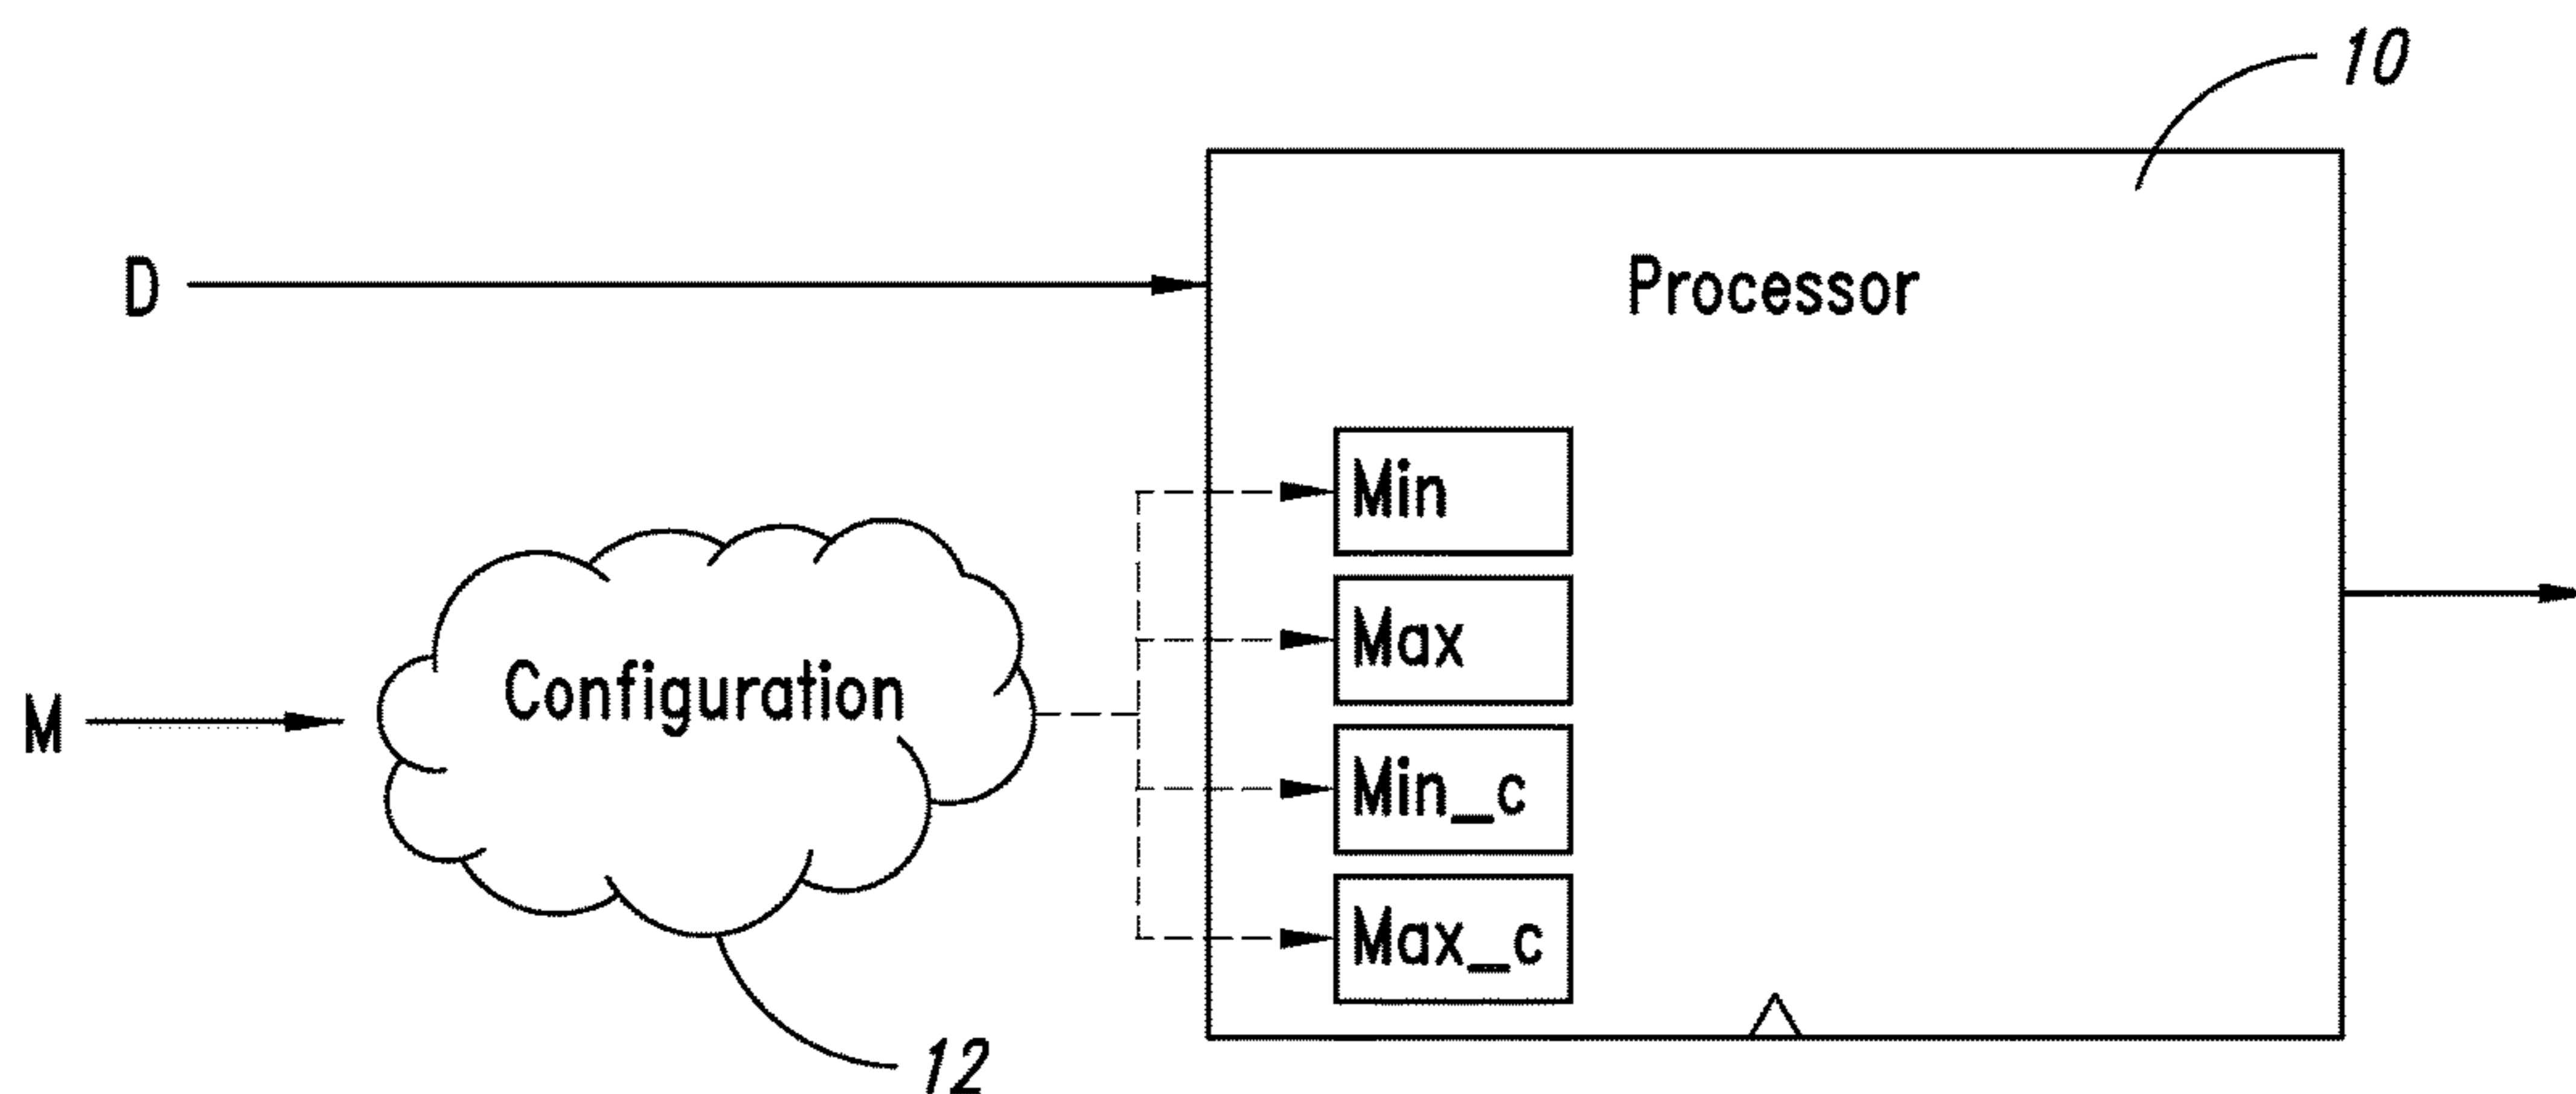 10
D
Processor
Min
Max
Configuration
M
Min_c
Max_c
12